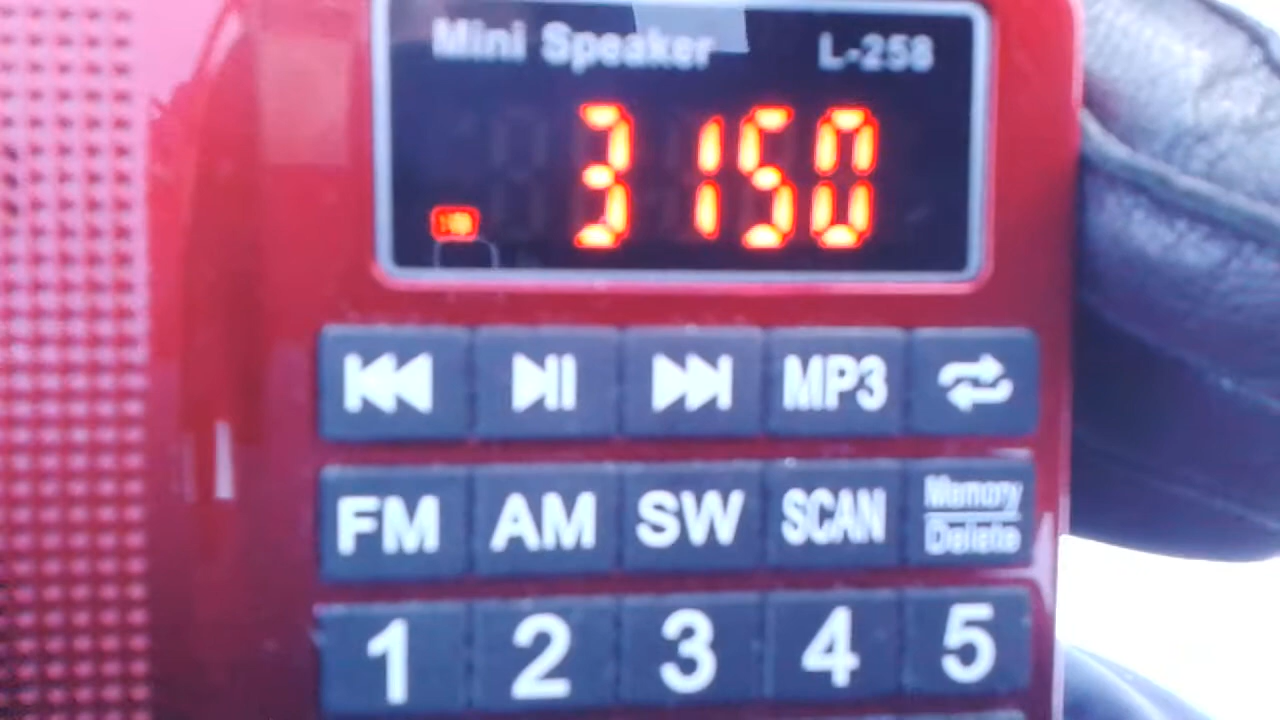 Mini Speaker L-258
3150
MP3
FM AM SW SCAN Memory
Delete
1 2 3 4 5